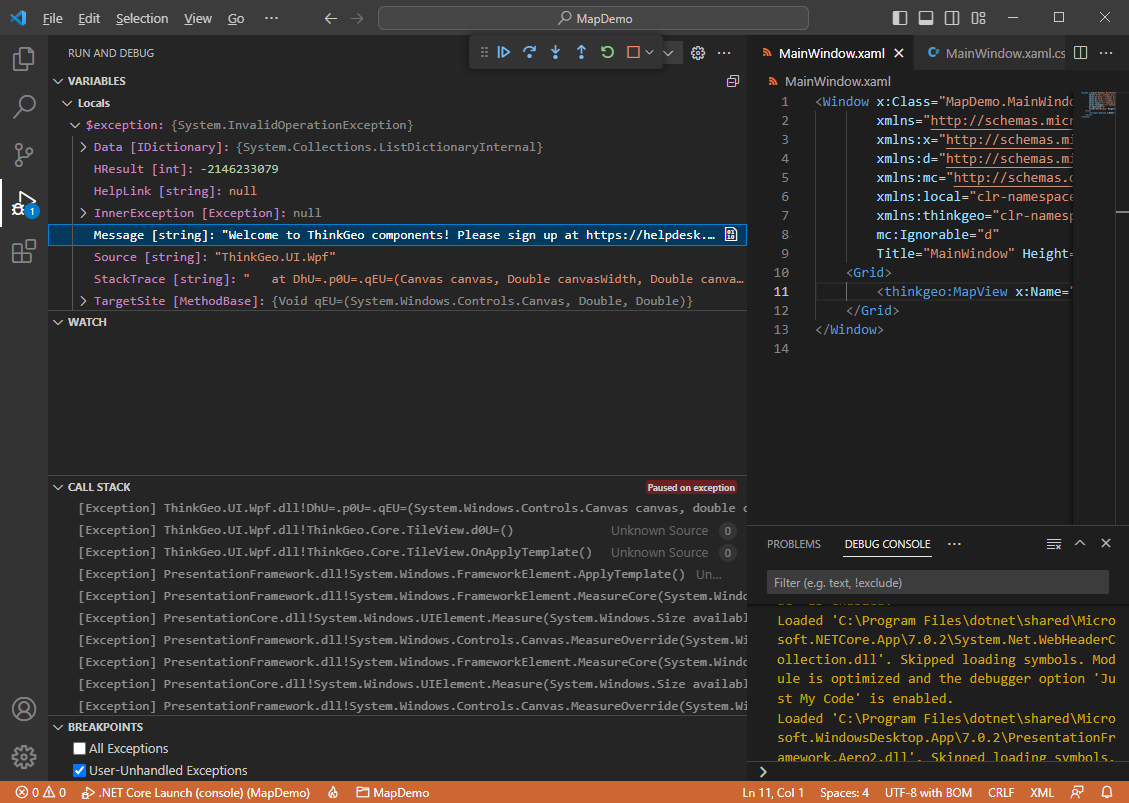 File Edit Selection View Go ··· MapDemo
RUN AND DEBUG
VARIABLES
Locals
$exception: {System.InvalidOperationException}
Data [IDictionary]: {System.Collections.ListDictionaryInternal}
HResult [int]: -2146233079
HelpLink [string]: null
InnerException [Exception]: null
Message [string]: "Welcome to ThinkGeo components! Please sign up at https://helpdesk....
Source [string]: "ThinkGeo.UI.Wpf"
StackTrace [string]: "   at DhU=.p0U=.qEU=(Canvas canvas, Double canvasWidth, Double canva...
TargetSite [MethodBase]: {Void qEU=(System.Windows.Controls.Canvas, Double, Double)}
WATCH
CALL STACK Paused on exception
[Exception] ThinkGeo.UI.Wpf.dll!DhU=.p0U=.qEU=(System.Windows.Controls.Canvas canvas, double c
[Exception] ThinkGeo.UI.Wpf.dll!ThinkGeo.Core.TileView.d0U=() Unknown Source 0
[Exception] ThinkGeo.UI.Wpf.dll!ThinkGeo.Core.TileView.OnApplyTemplate() Unknown Source 0
[Exception] PresentationFramework.dll!System.Windows.FrameworkElement.ApplyTemplate() Un...
[Exception] PresentationFramework.dll!System.Windows.FrameworkElement.MeasureCore(System.Windo
[Exception] PresentationCore.dll!System.Windows.UIElement.Measure(System.Windows.Size availabl
[Exception] PresentationFramework.dll!System.Windows.Controls.Canvas.MeasureOverride(System.Wi
[Exception] PresentationFramework.dll!System.Windows.FrameworkElement.MeasureCore(System.Windo
[Exception] PresentationCore.dll!System.Windows.UIElement.Measure(System.Windows.Size availabl
[Exception] PresentationFramework.dll!System.Windows.Controls.Canvas.MeasureOverride(System.Wi
BREAKPOINTS
All Exceptions
User-Unhandled Exceptions
1
MainWindow.xaml MainWindow.xaml.cs
MainWindow.xaml
1 <Window x:Class="MapDemo.MainWindo
2 xmlns="http://schemas.micr
3 xmlns:x="http://schemas.mi
4 xmlns:d="http://schemas.mi
5 xmlns:mc="http://schemas.o
6 xmlns:local="clr-namespace
7 xmlns:thinkgeo="clr-namesp
8 mc:Ignorable="d"
9 Title="MainWindow" Height=
10 <Grid>
11 <thinkgeo:MapView x:Name="
12 </Grid>
13 </Window>
14
PROBLEMS DEBUG CONSOLE ···
Filter (e.g. text, !exclude)
Loaded 'C:\Program Files\dotnet\shared\Micro
soft.NETCore.App\7.0.2\System.Net.WebHeaderC
ollection.dll'. Skipped loading symbols. Mod
ule is optimized and the debugger option 'Ju
st My Code' is enabled.
Loaded 'C:\Program Files\dotnet\shared\Micro
soft.WindowsDesktop.App\7.0.2\PresentationFr
amework.Aero2.dll'. Skipped loading symbols.
0 0 .NET Core Launch (console) (MapDemo) MapDemo Ln 11, Col 1 Spaces: 4 UTF-8 with BOM CRLF XML